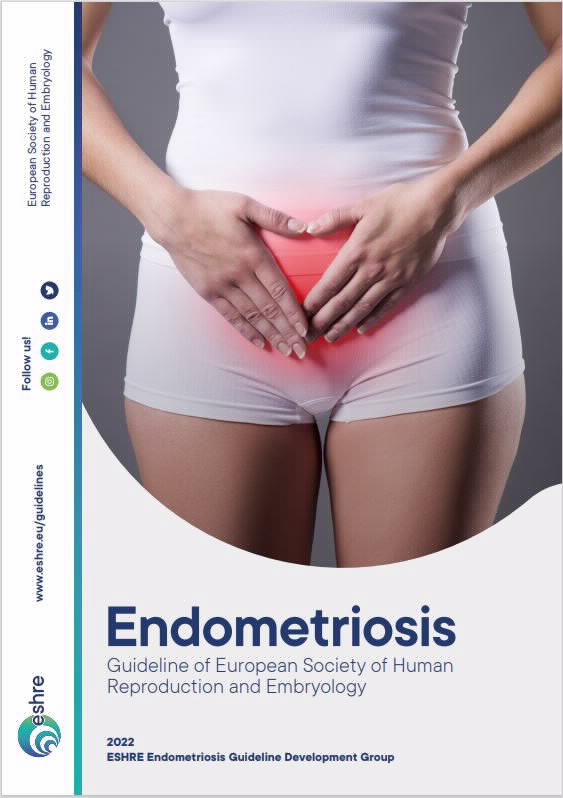 European Society of Human
Reproduction and Embryology
Follow us!
www.eshre.eu/guidelines
eshre
Endometriosis
Guideline of European Society of Human
Reproduction and Embryology
2022
ESHRE Endometriosis Guideline Development Group